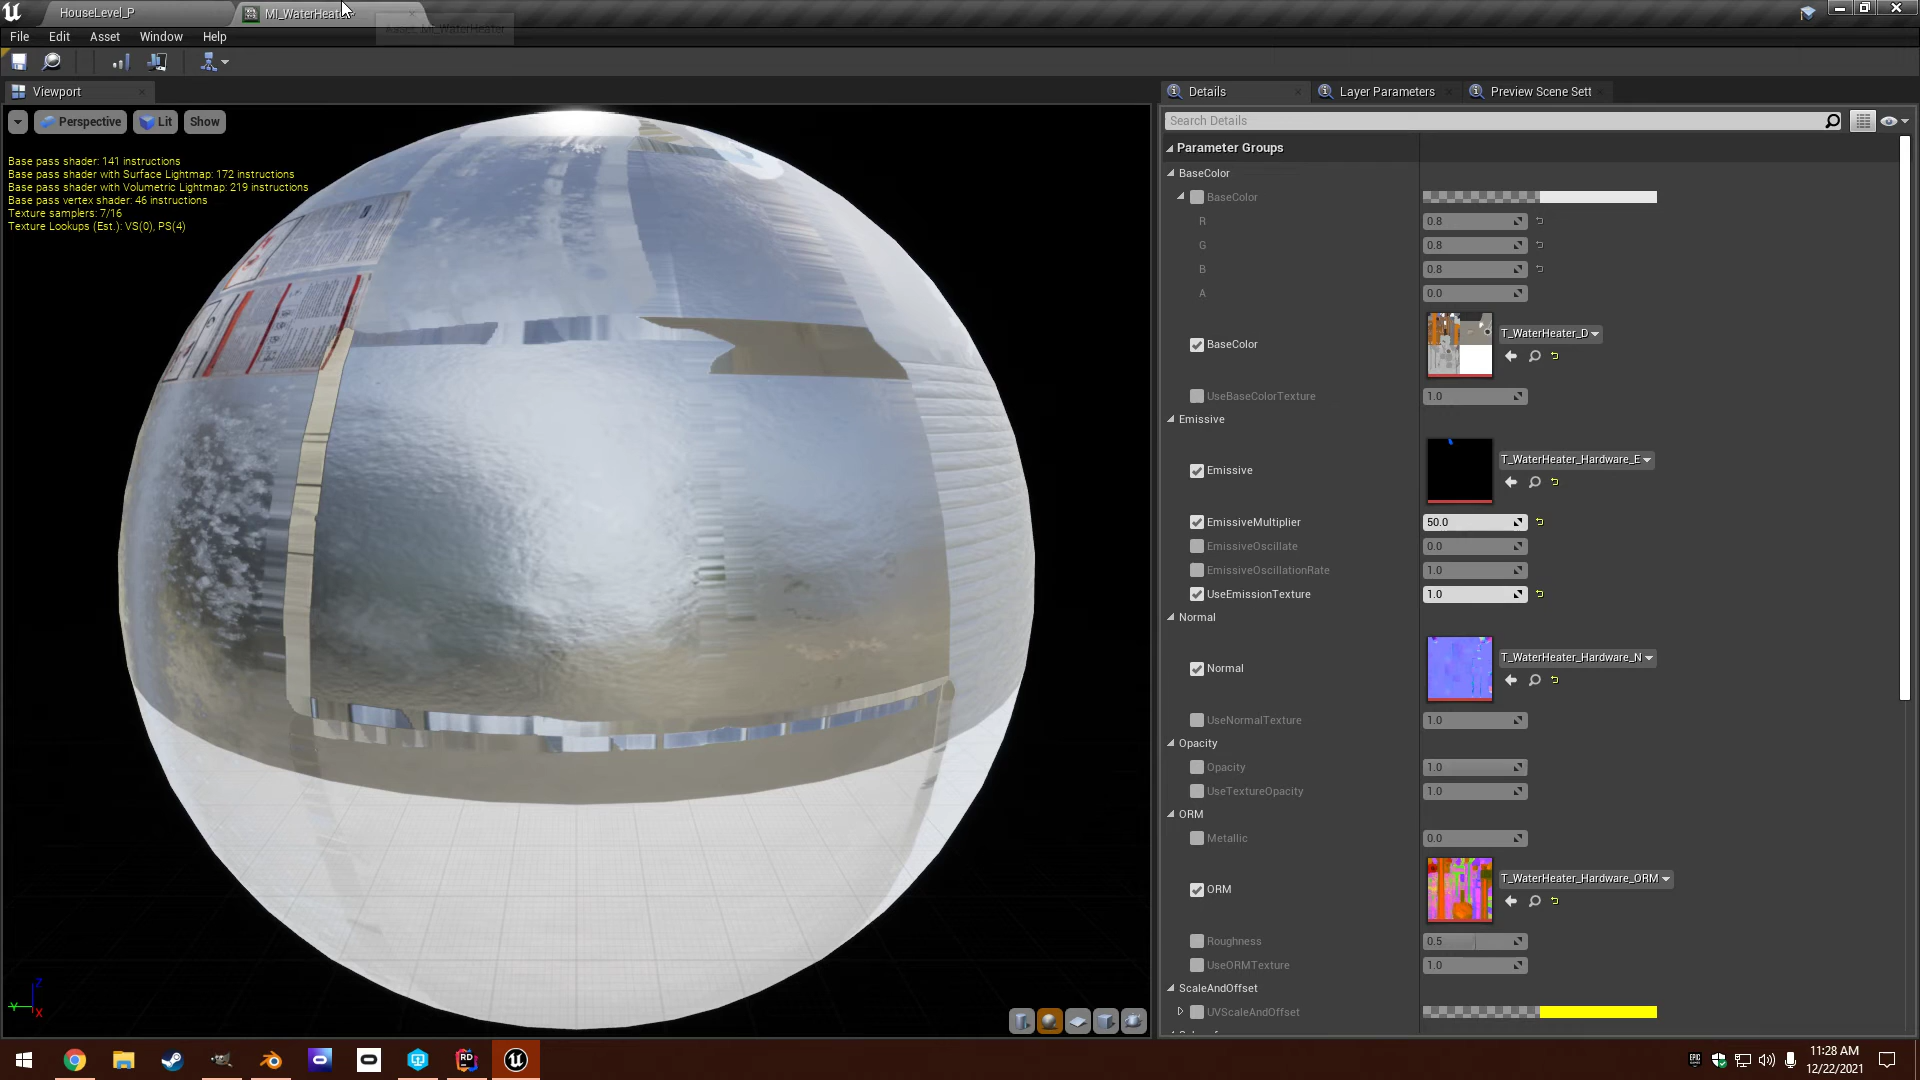 HouseLevel_P
MI_WaterHeater
File Edit Asset Window Help
Viewport
Perspective Lit Show
Base pass shader: 141 instructions
Base pass shader with Surface Lightmap: 172 instructions
Base pass shader with Volumetric Lightmap: 219 instructions
Base pass vertex shader: 46 instructions
Texture samplers: 7/16
Texture Lookups (Est.): VS(0), PS(4)
Z
Y
X
Details
Layer Parameters
Preview Scene Sett
Search Details
Parameter Groups
BaseColor
BaseColor
R 0.8
G 0.8
B 0.8
A 0.0
BaseColor T_WaterHeater_D
UseBaseColorTexture 1.0
Emissive
Emissive T_WaterHeater_Hardware_E
EmissiveMultiplier 50.0
EmissiveOscillate 0.0
EmissiveOscillationRate 1.0
UseEmissionTexture 1.0
Normal
Normal T_WaterHeater_Hardware_N
UseNormalTexture 1.0
Opacity
Opacity 1.0
UseTextureOpacity 1.0
ORM
Metallic 0.0
ORM T_WaterHeater_Hardware_ORM
Roughness 0.5
UseORMTexture 1.0
ScaleAndOffset
UVScaleAndOffset
RD
EPIC
11:28 AM
12/22/2021